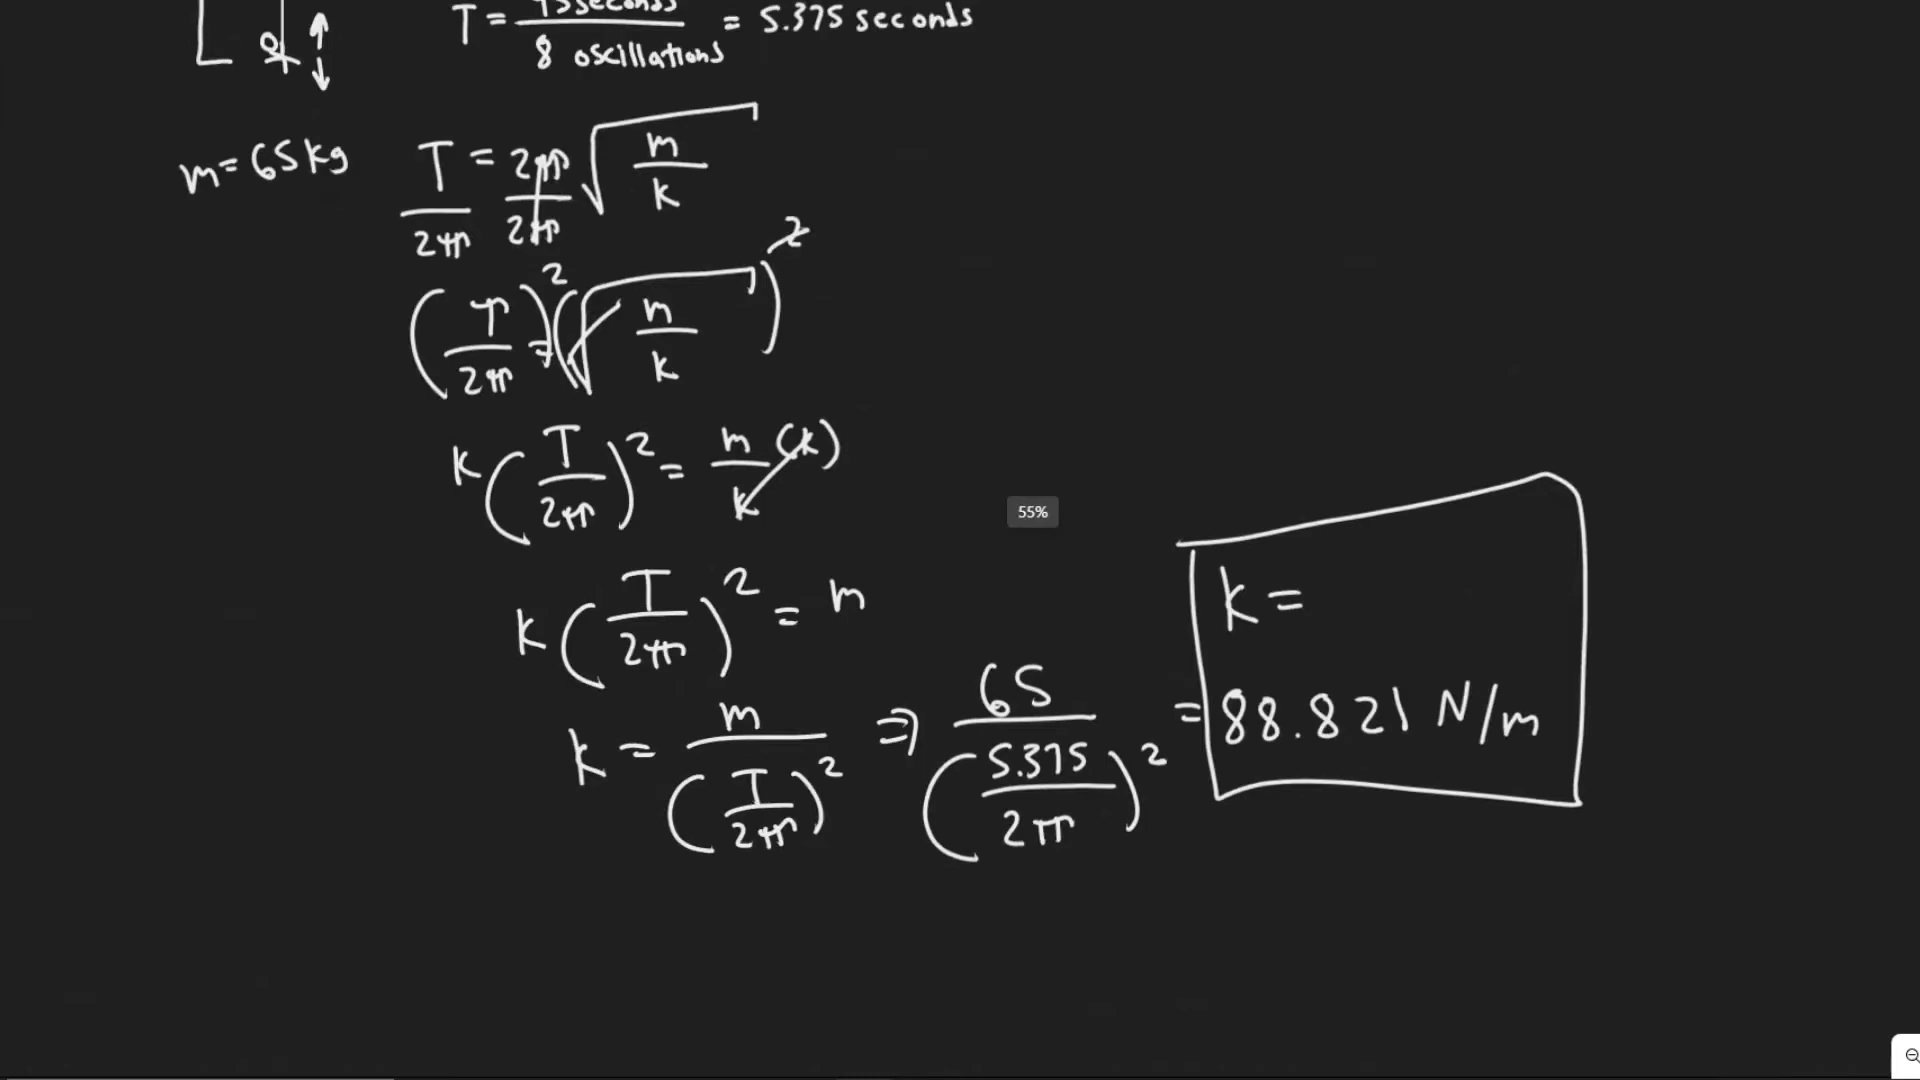 T = seconds / 8 oscillations = 5.375 seconds
m = 65 kg
T / 2π = 2π / 2π √(m / k)
(T / 2π)² = (√(m / k))²
k (T / 2π)² = m / k (k)
k (T / 2π)² = m
k = m / (T / 2π)² ⇒ 65 / (5.375 / 2π)² =
k =
88.821 N/m
55%